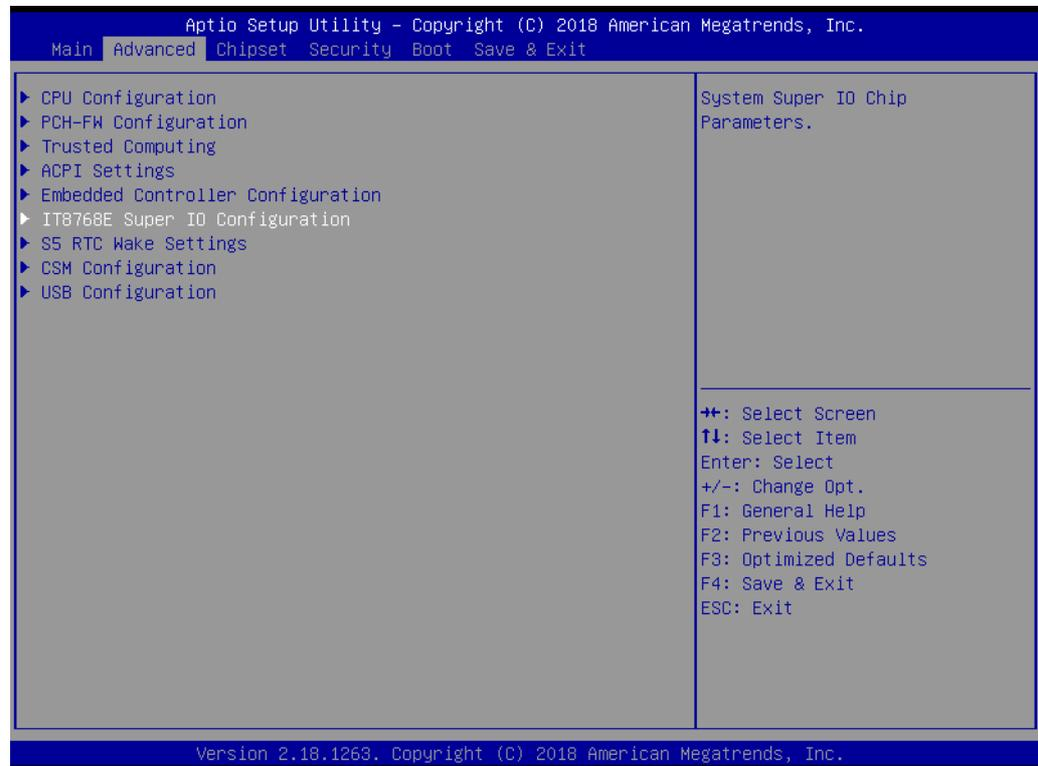 Aptio Setup Utility – Copyright (C) 2018 American Megatrends, Inc.
Main Advanced Chipset Security Boot Save & Exit
▶ CPU Configuration
▶ PCH-FW Configuration
▶ Trusted Computing
▶ ACPI Settings
▶ Embedded Controller Configuration
▶ IT8768E Super IO Configuration
▶ S5 RTC Wake Settings
▶ CSM Configuration
▶ USB Configuration
System Super IO Chip
Parameters.
→←: Select Screen
↑↓: Select Item
Enter: Select
+/-: Change Opt.
F1: General Help
F2: Previous Values
F3: Optimized Defaults
F4: Save & Exit
ESC: Exit
Version 2.18.1263. Copyright (C) 2018 American Megatrends, Inc.